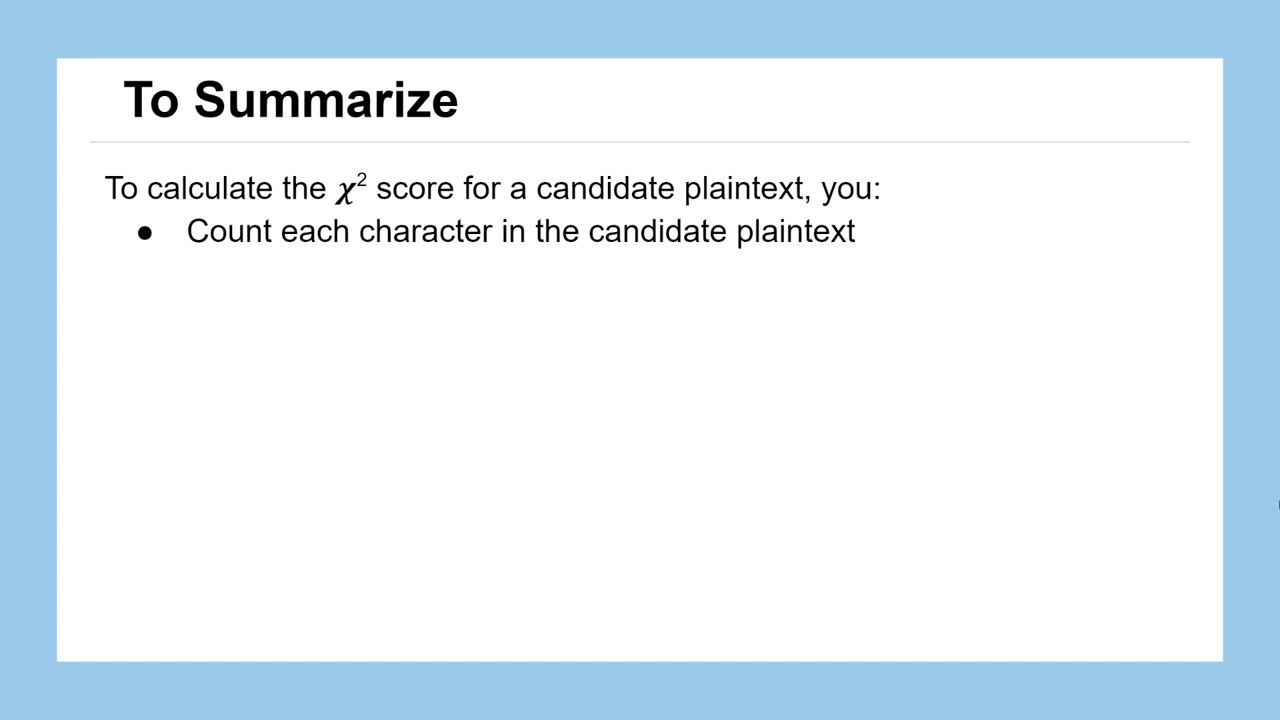 To Summarize
To calculate the χ² score for a candidate plaintext, you:
● Count each character in the candidate plaintext